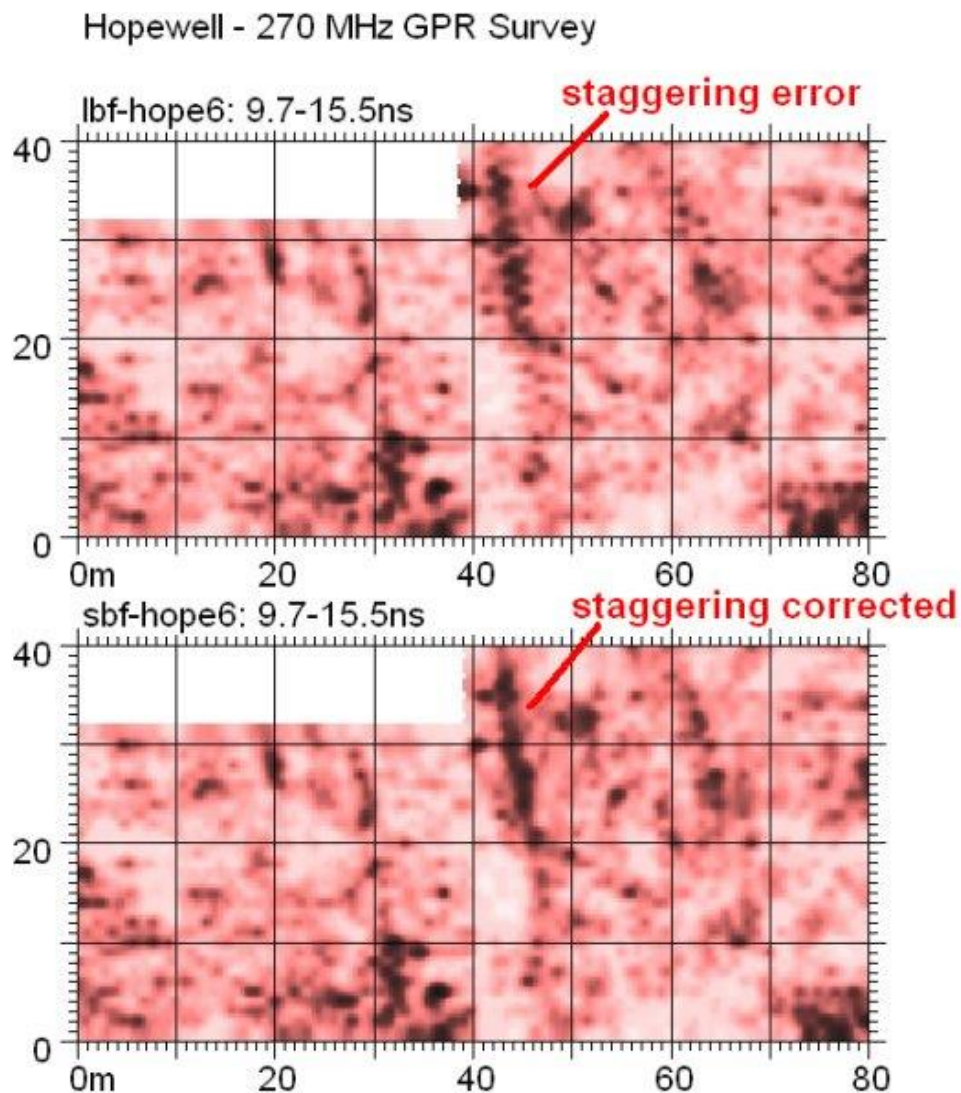 Hopewell - 270 MHz GPR Survey
staggering error
lbf-hope6: 9.7-15.5ns
40
20
0
0m 20 40 60 80
staggering corrected
sbf-hope6: 9.7-15.5ns
40
20
0
0m 20 40 60 80